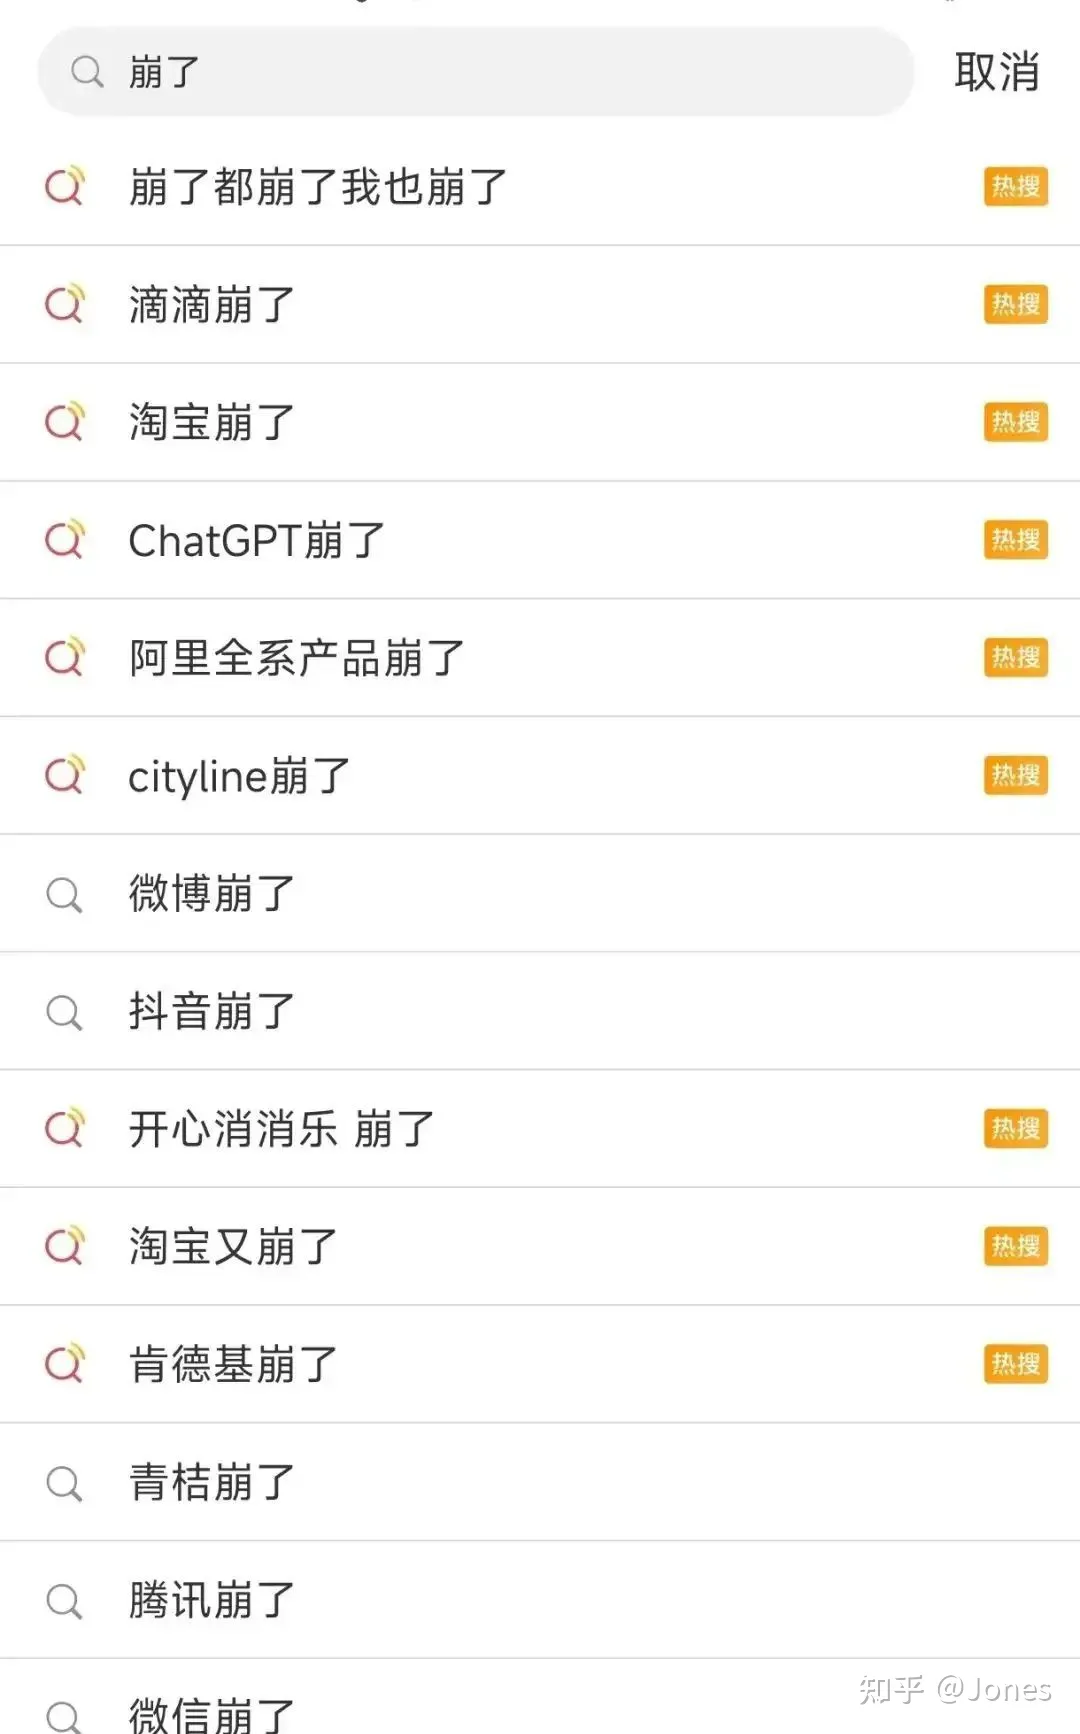 崩了 取消
崩了都崩了我也崩了 热搜
滴滴崩了 热搜
淘宝崩了 热搜
ChatGPT崩了 热搜
阿里全系产品崩了 热搜
cityline崩了 热搜
微博崩了
抖音崩了
开心消消乐 崩了 热搜
淘宝又崩了 热搜
肯德基崩了 热搜
青桔崩了
腾讯崩了
微信崩了
知乎 @Jones